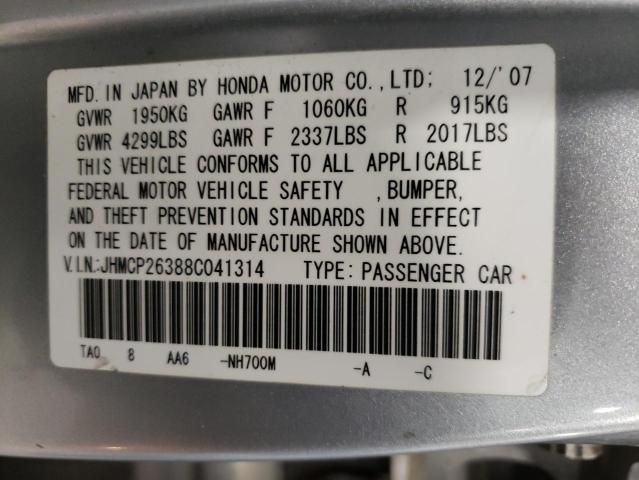 MFD. IN JAPAN BY HONDA MOTOR CO., LTD; 12/'07
GVWR 1950KG GAWR F 1060KG R 915KG
GVWR 4299LBS GAWR F 2337LBS R 2017LBS
THIS VEHICLE CONFORMS TO ALL APPLICABLE
FEDERAL MOTOR VEHICLE SAFETY , BUMPER,
AND THEFT PREVENTION STANDARDS IN EFFECT
ON THE DATE OF MANUFACTURE SHOWN ABOVE.
V.I.N.:JHMCP26388C041314 TYPE: PASSENGER CAR
TA0 8 AA6 -NH700M -A -C